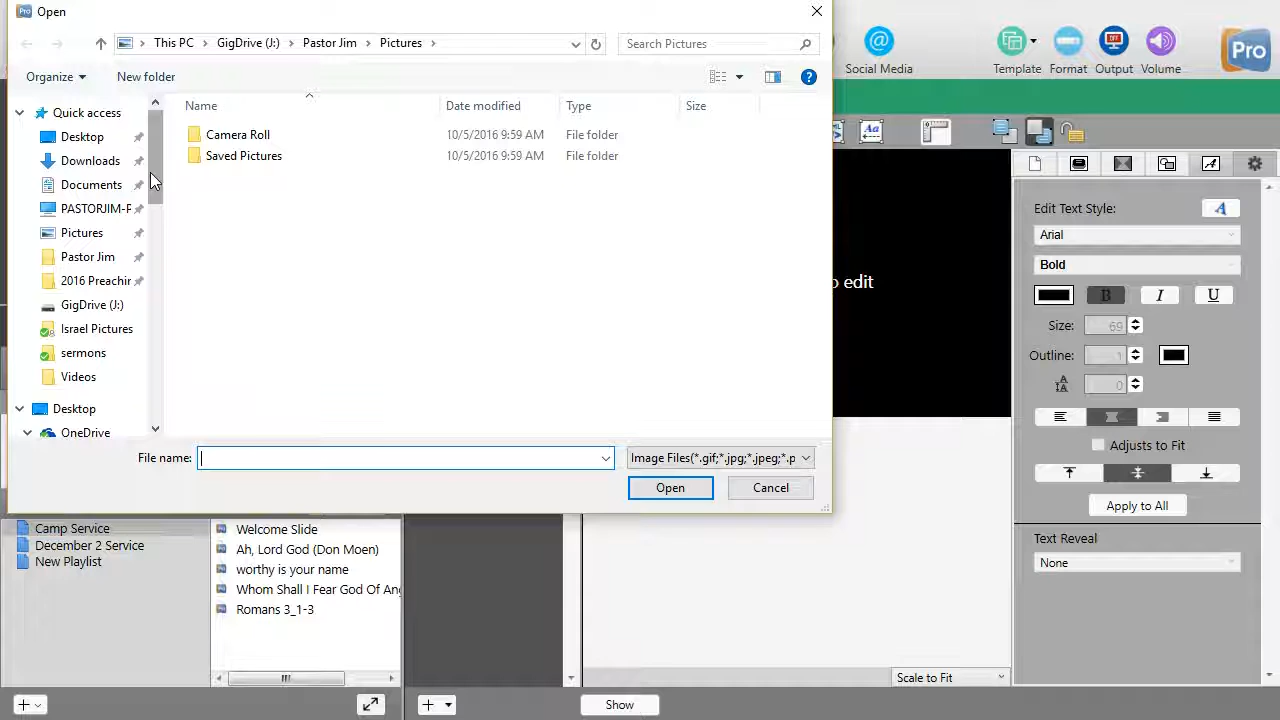 Pro Open
This PC > GigDrive (J:) > Pastor Jim > Pictures >
Search Pictures
Organize
New folder
Social Media
Template
Format
Output
Volume
Pro
Quick access
Desktop
Downloads
Documents
PASTORJIM-P
Pictures
Pastor Jim
2016 Preachin
GigDrive (J:)
Israel Pictures
sermons
Videos
Desktop
OneDrive
Name Date modified Type Size
Camera Roll 10/5/2016 9:59 AM File folder
Saved Pictures 10/5/2016 9:59 AM File folder
File name:
Image Files(*.gif;*.jpg;*.jpeg;*.p
Open Cancel
Aa
o edit
Edit Text Style: A
Arial
Bold
B I U
Size: 69
Outline: 1
0
Adjusts to Fit
Apply to All
Text Reveal
None
Camp Service
December 2 Service
New Playlist
Welcome Slide
Ah, Lord God (Don Moen)
worthy is your name
Whom Shall I Fear God Of Ang
Romans 3_1-3
Scale to Fit
Show